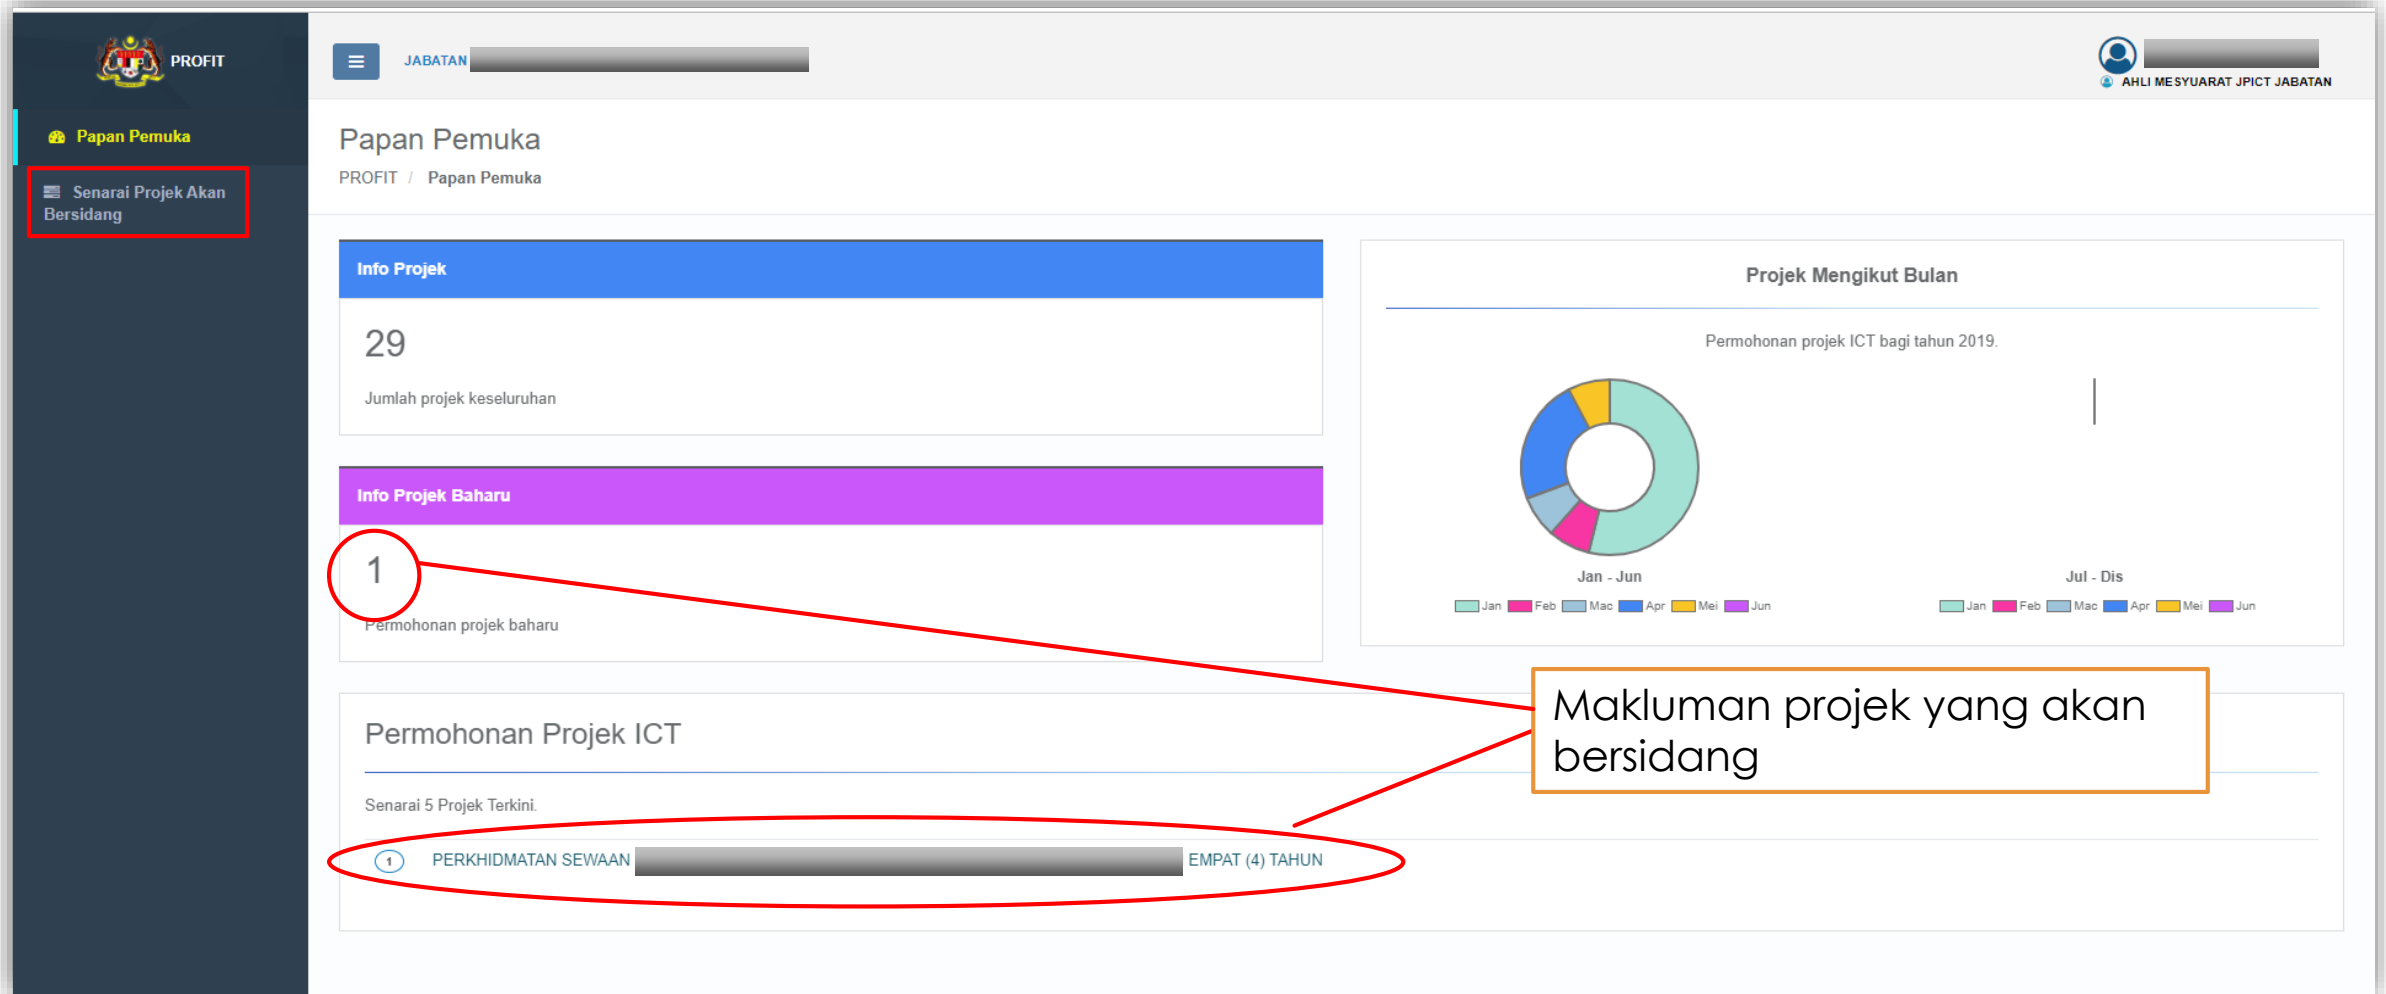 PROFIT
JABATAN
AHLI MESYUARAT JPICT JABATAN
Papan Pemuka
Senarai Projek Akan
Bersidang
Papan Pemuka
PROFIT / Papan Pemuka
Info Projek
29
Jumlah projek keseluruhan
Info Projek Baharu
1
Permohonan projek baharu
Projek Mengikut Bulan
Permohonan projek ICT bagi tahun 2019.
Jan - Jun
Jan Feb Mac Apr Mei Jun
Jul - Dis
Jan Feb Mac Apr Mei Jun
Makluman projek yang akan
bersidang
Permohonan Projek ICT
Senarai 5 Projek Terkini.
1 PERKHIDMATAN SEWAAN EMPAT (4) TAHUN